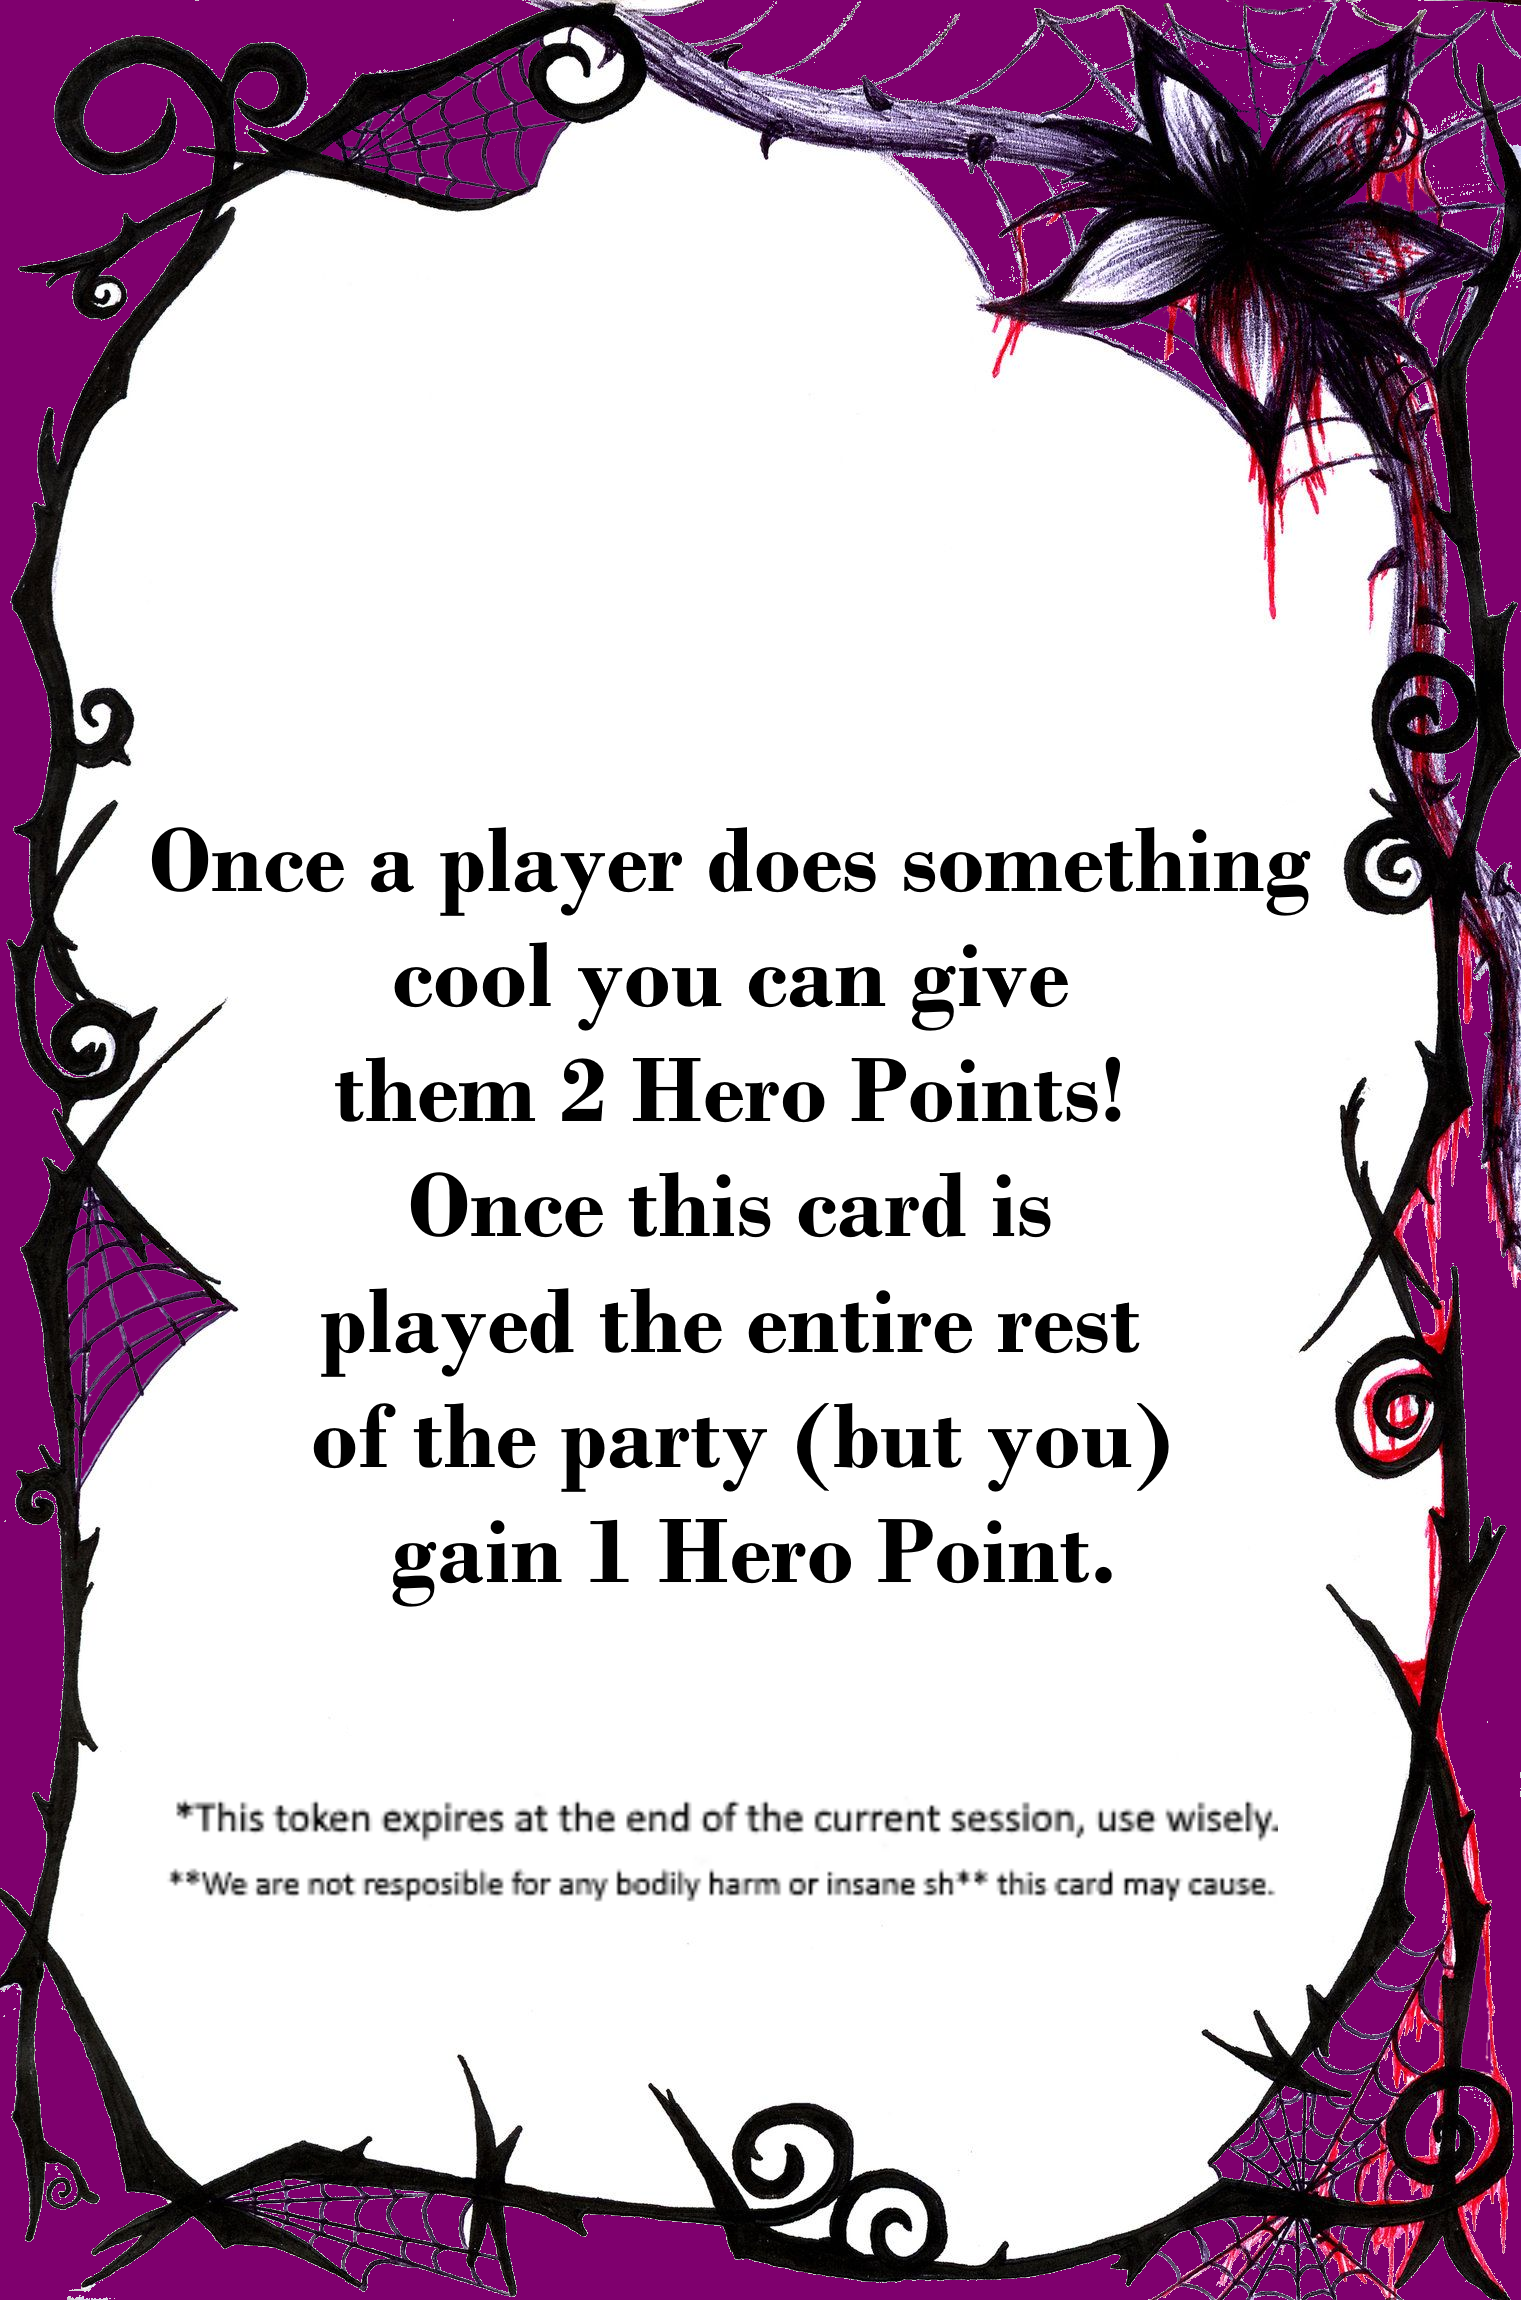 Once a player does something
cool you can give
them 2 Hero Points!
Once this card is
played the entire rest
of the party (but you)
gain 1 Hero Point.
*This token expires at the end of the current session, use wisely.
**We are not resposible for any bodily harm or insane sh** this card may cause.